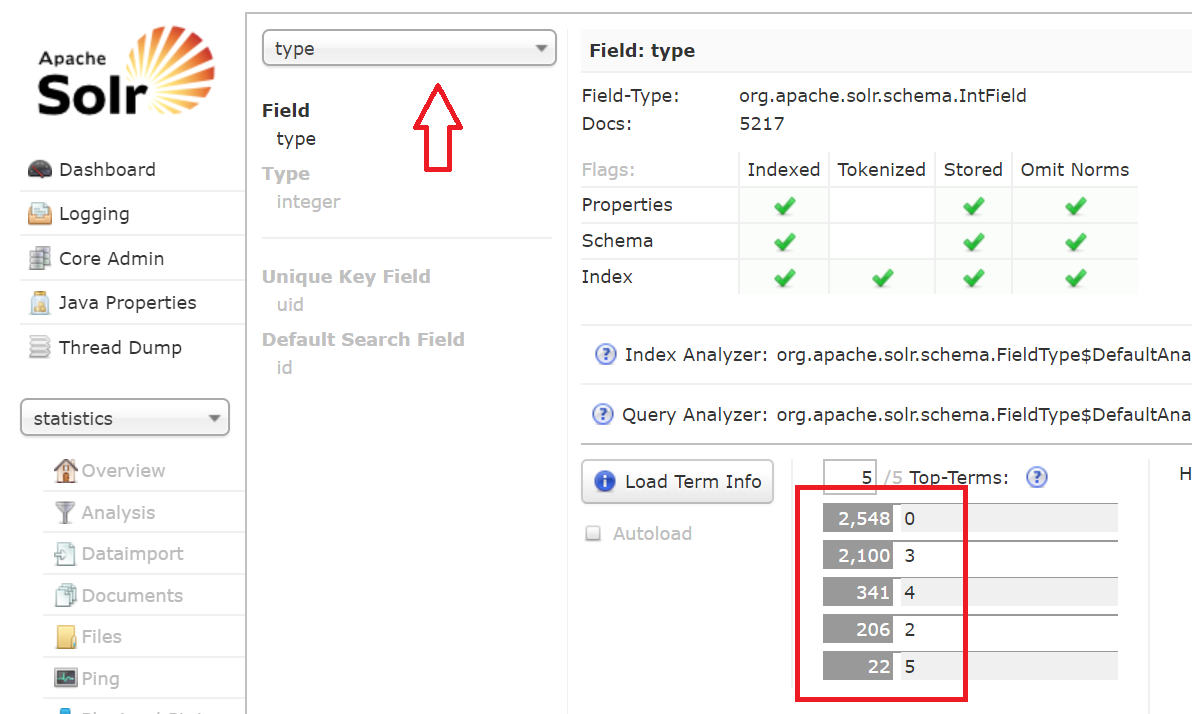 Apache
Solr
Dashboard
Logging
Core Admin
Java Properties
Thread Dump
statistics
Overview
Analysis
Dataimport
Documents
Files
Ping
type
Field
type
Type
integer
Unique Key Field
uid
Default Search Field
id
Field: type
Field-Type: org.apache.solr.schema.IntField
Docs: 5217
Flags: Indexed Tokenized Stored Omit Norms
Properties
Schema
Index
Index Analyzer: org.apache.solr.schema.FieldType$DefaultAna
Query Analyzer: org.apache.solr.schema.FieldType$DefaultAna
Load Term Info
Autoload
5 /5 Top-Terms:
H
2,548 0
2,100 3
341 4
206 2
22 5